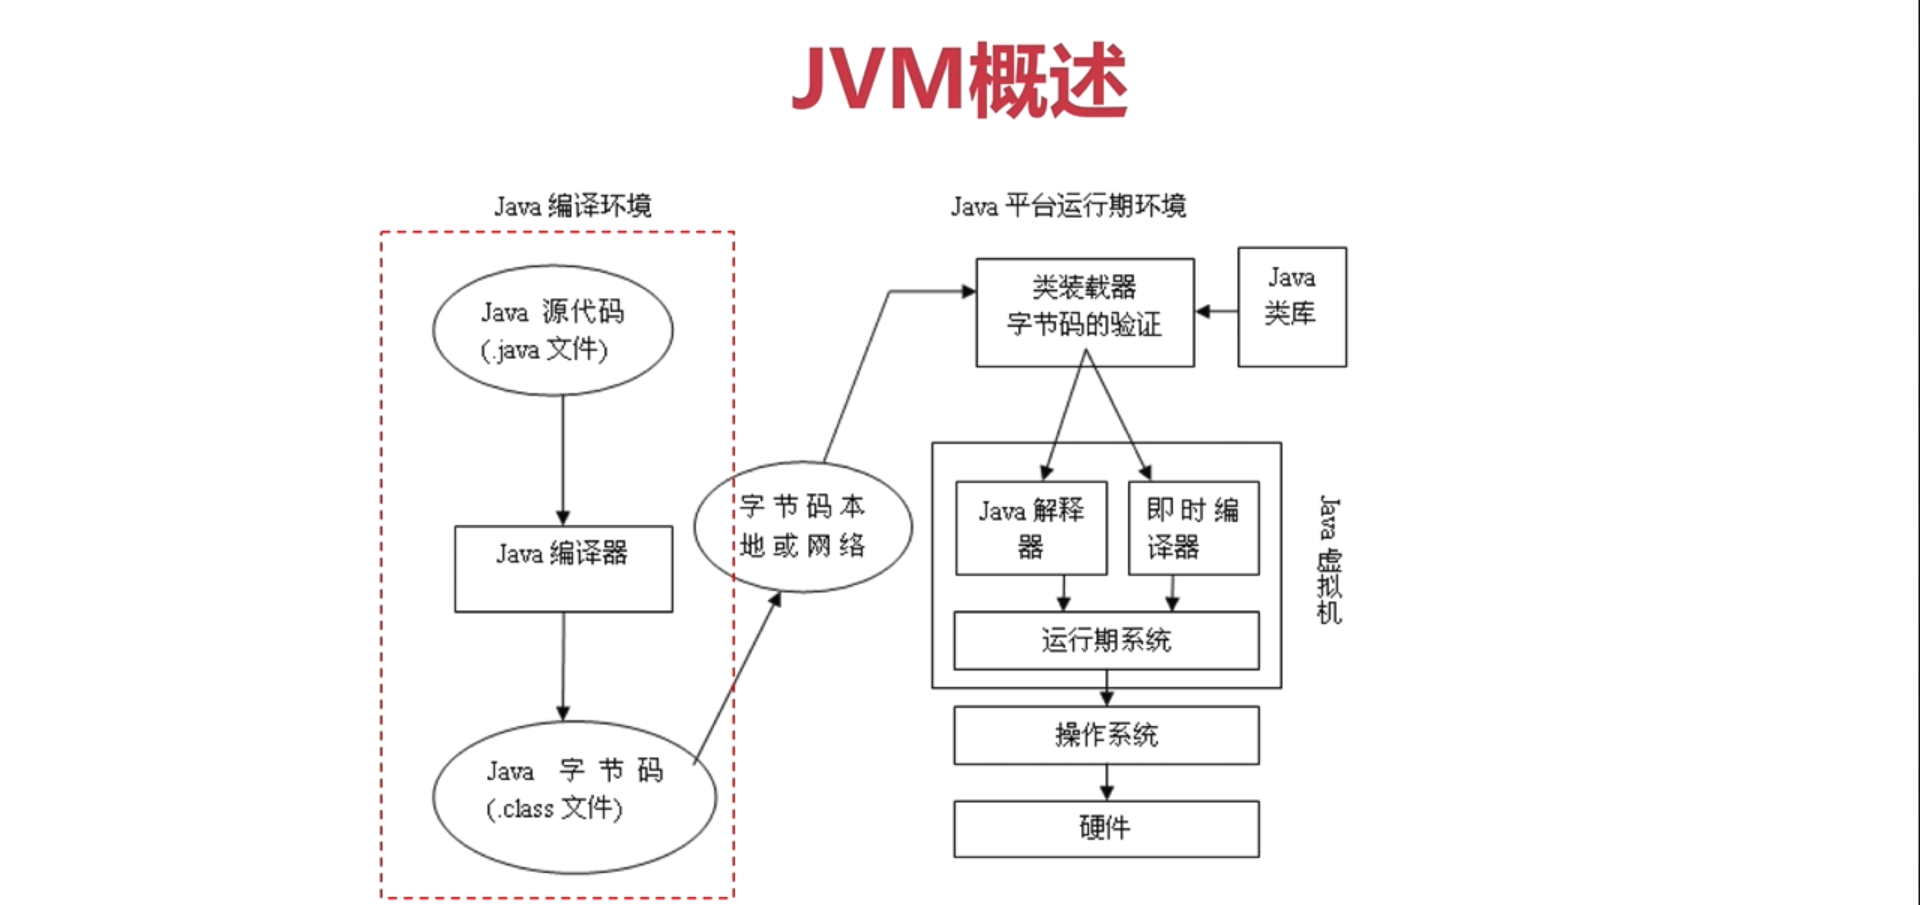 JVM概述
Java 编译环境
Java 源代码
(.java 文件)
Java 编译器
Java 字节码
(.class 文件)
字节码本
地或网络
Java 平台运行期环境
类装载器
字节码的验证
Java
类库
Java 解释
器
即时编
译器
运行期系统
Java 虚拟机
操作系统
硬件